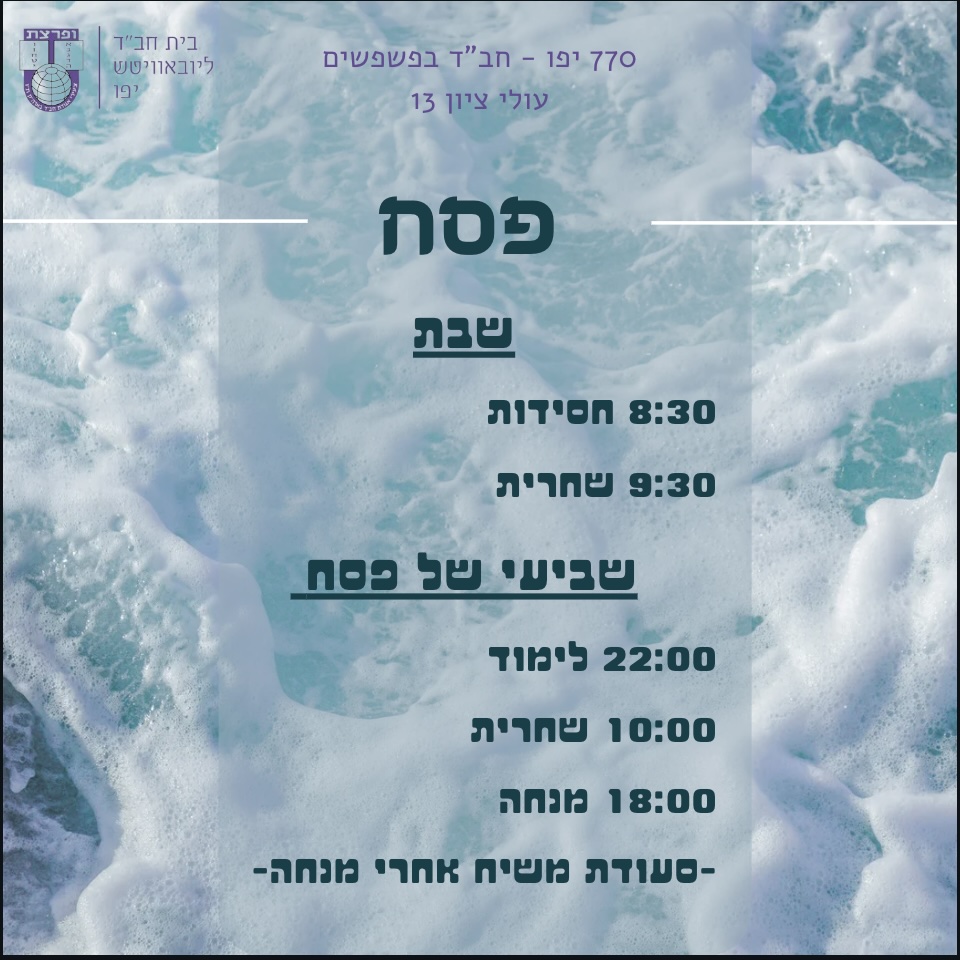 ופרצת
בית חב"ד
ליובאוויטש
יפו
770 יפו - חב"ד בפשפשים
עולי ציון 13
פסח
שבת
8:30 חסידות
9:30 שחרית
שביעי של פסח
22:00 לימוד
10:00 שחרית
18:00 מנחה
-סעודת משיח אחרי מנחה-